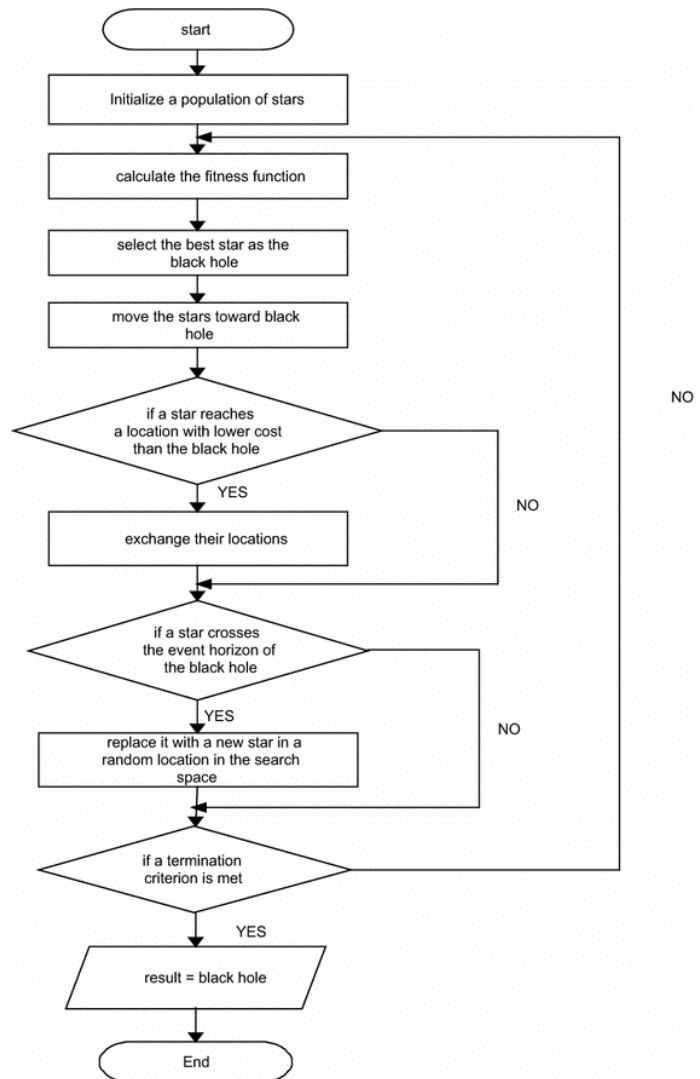 start
Initialize a population of stars
calculate the fitness function
select the best star as the
black hole
move the stars toward black
hole
NO
if a star reaches
a location with lower cost
than the black hole
YES
NO
exchange their locations
if a star crosses
the event horizon of
the black hole
YES
NO
replace it with a new star in a
random location in the search
space
if a termination
criterion is met
YES
result = black hole
End